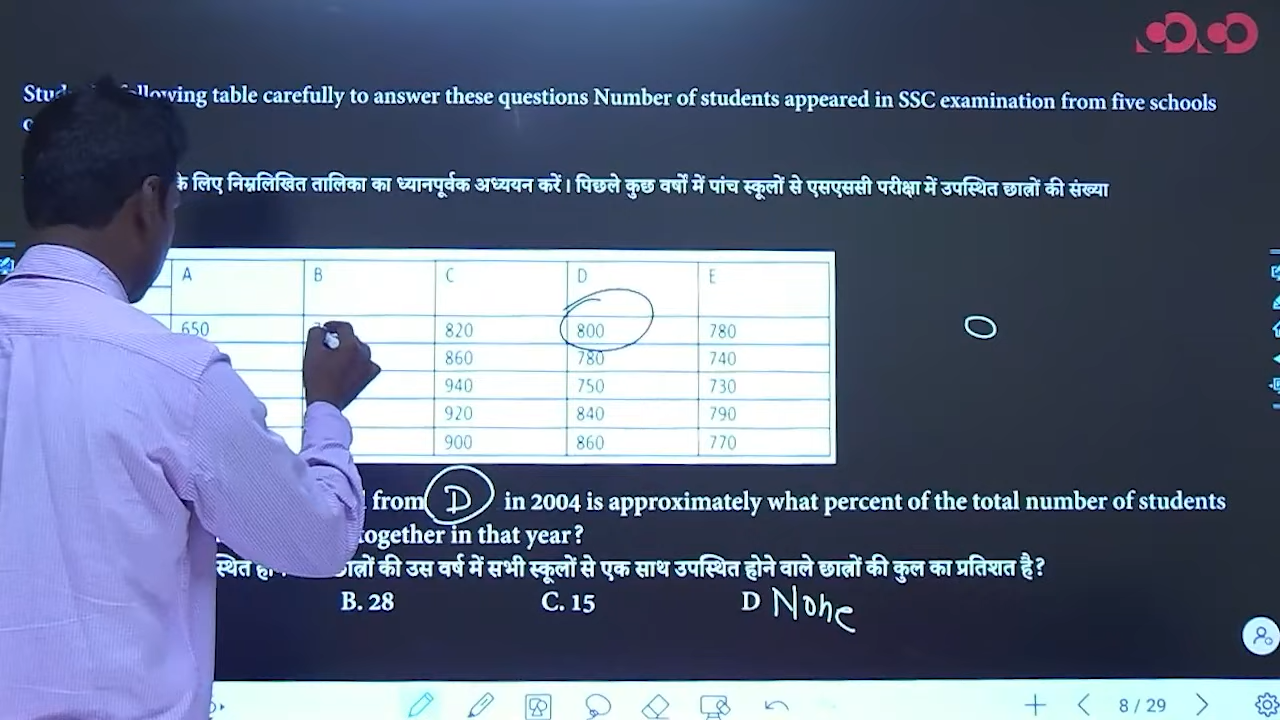 following table carefully to answer these questions Number of students appeared in SSC examination from five schools
के लिए निम्नलिखित तालिका का ध्यानपूर्वक अध्ययन करें। पिछले कुछ वर्षों में पांच स्कूलों से एसएससी परीक्षा में उपस्थित छात्रों की संख्या
A B C D E
650 820 800 780
860 780 740
940 750 730
920 840 790
900 860 770
from D in 2004 is approximately what percent of the total number of students
together in that year?
की उस वर्ष में सभी स्कूलों से एक साथ उपस्थित होने वाले छात्रों की कुल का प्रतिशत है?
B. 28 C. 15 D None
8 / 29